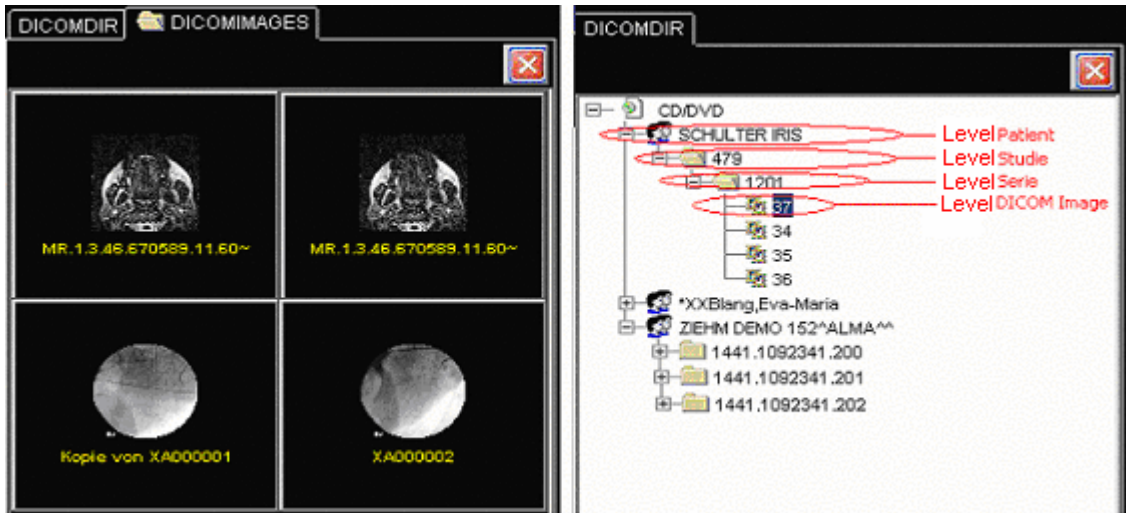 DICOMDIR
DICOMIMAGES
MR.1.3.46.670589.11.60~
MR.1.3.46.670589.11.60~
Kopie von XA000001
XA000002
DICOMDIR
CD/DVD
SCHULTER IRIS
Level Patient
479
Level Studie
1201
Level Serie
37
Level DICOM Image
34
35
36
*XXBlang,Eva-Maria
ZIEHM DEMO 152^ALMA^^
1441.1092341.200
1441.1092341.201
1441.1092341.202